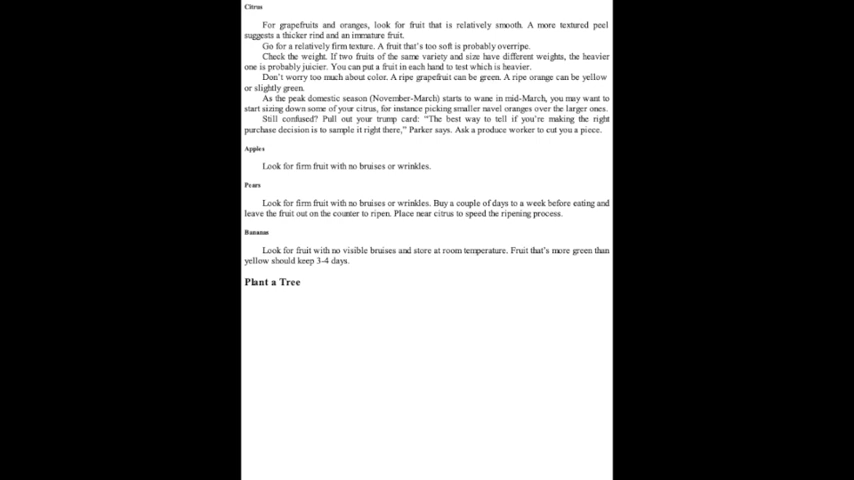 Citrus
For grapefruits and oranges, look for fruit that is relatively smooth. A more textured peel
suggests a thicker rind and an immature fruit.
Go for a relatively firm texture. A fruit that's too soft is probably overripe.
Check the weight. If two fruits of the same variety and size have different weights, the heavier
one is probably juicier. You can put a fruit in each hand to test which is heavier.
Don't worry too much about color. A ripe grapefruit can be green. A ripe orange can be yellow
or slightly green.
As the peak domestic season (November-March) starts to wane in mid-March, you may want to
start sizing down some of your citrus, for instance picking smaller navel oranges over the larger ones.
Still confused? Pull out your trump card: "The best way to tell if you're making the right
purchase decision is to sample it right there," Parker says. Ask a produce worker to cut you a piece.
Apples
Look for firm fruit with no bruises or wrinkles.
Pears
Look for firm fruit with no bruises or wrinkles. Buy a couple of days to a week before eating and
leave the fruit out on the counter to ripen. Place near citrus to speed the ripening process.
Bananas
Look for fruit with no visible bruises and store at room temperature. Fruit that's more green than
yellow should keep 3-4 days.
Plant a Tree